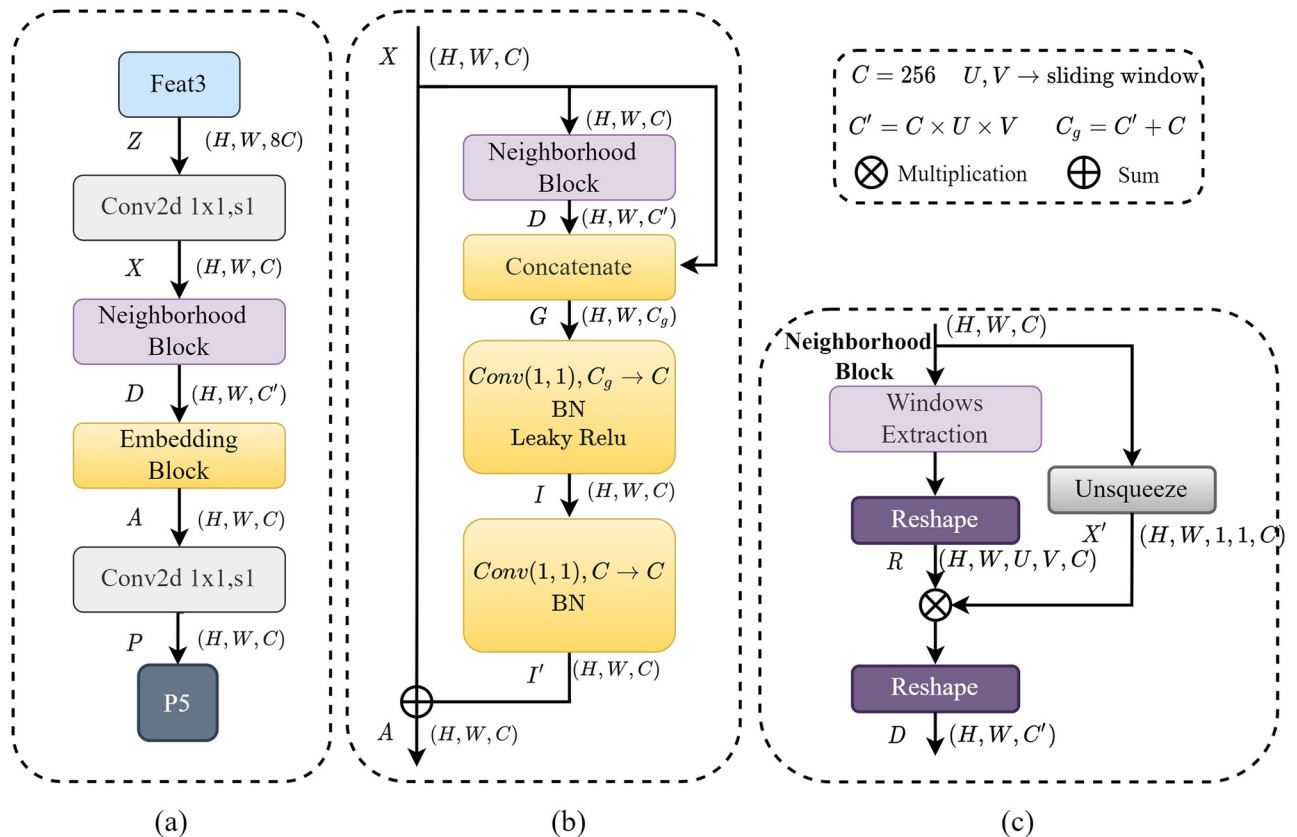 Feat3
Z (H, W, 8C)
Conv2d 1x1,s1
X (H, W, C)
Neighborhood
Block
D (H, W, C′)
Embedding
Block
A (H, W, C)
Conv2d 1x1,s1
P (H, W, C)
P5
(a)
X (H, W, C)
(H, W, C)
Neighborhood
Block
D (H, W, C′)
Concatenate
G (H, W, C_g)
Conv(1, 1), C_g → C
BN
Leaky Relu
I (H, W, C)
Conv(1, 1), C → C
BN
I′ (H, W, C)
A (H, W, C)
(b)
C = 256 U, V → sliding window
C′ = C × U × V C_g = C′ + C
Multiplication Sum
(H, W, C)
Neighborhood
Block
Windows
Extraction
Unsqueeze
Reshape
X′ (H, W, 1, 1, C)
R (H, W, U, V, C)
Reshape
D (H, W, C′)
(c)